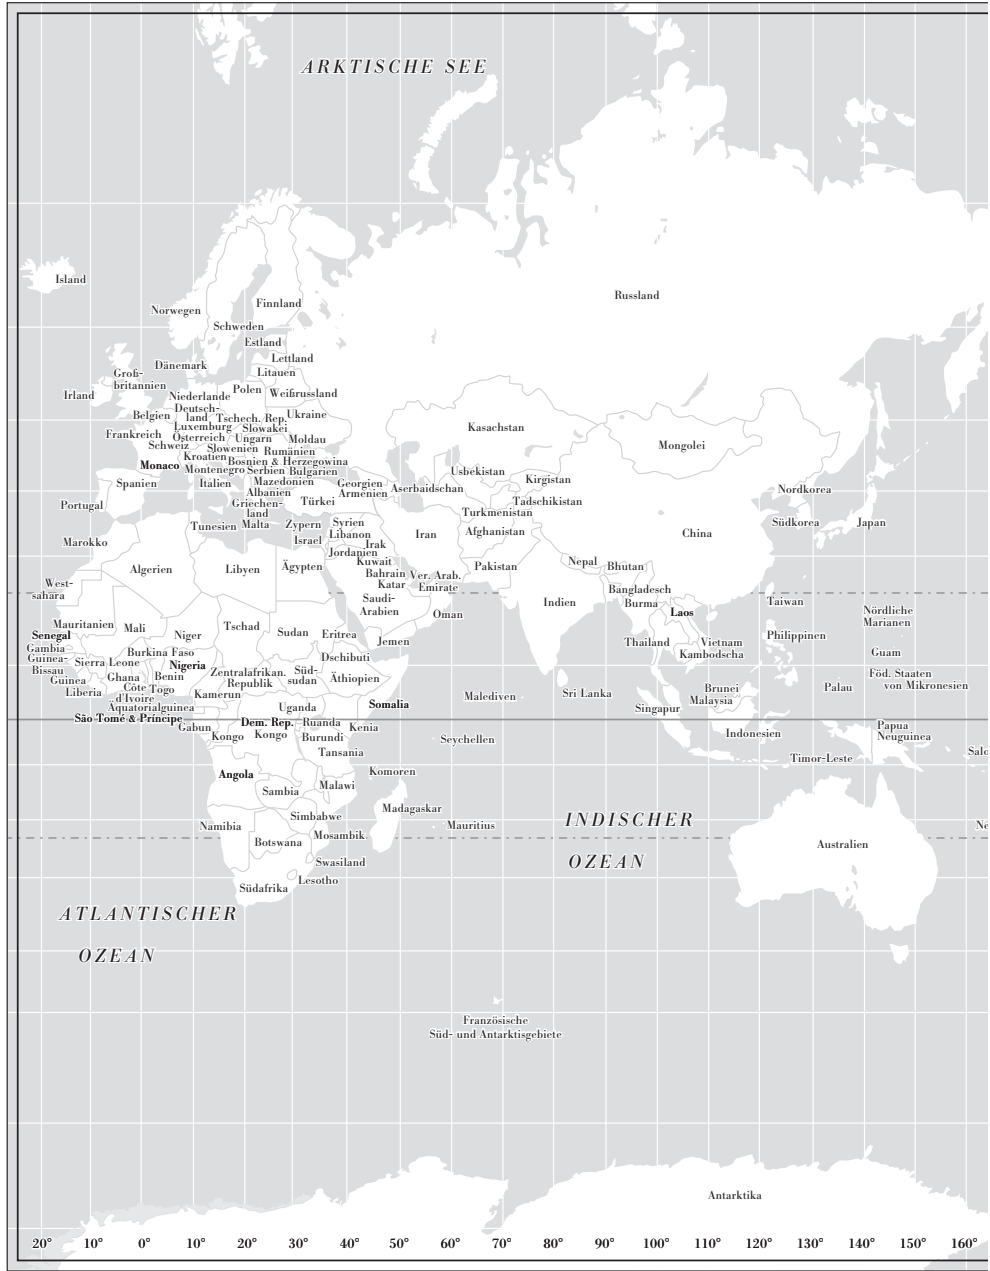 ARKTISCHE SEE
Island
Russland
Finnland
Norwegen
Schweden
Estland
Lettland
Dänemark
Litauen
Groß-
britannien
Irland
Niederlande
Polen
Weißrussland
Deutsch-
land
Belgien
Tschech. Rep.
Ukraine
Luxemburg
Slowakei
Kasachstan
Frankreich
Österreich
Ungarn
Moldau
Schweiz
Slowenien
Rumänien
Mongolei
Kroatien
Bosnien & Herzegowina
Monaco
Montenegro
Serbien
Bulgarien
Usbekistan
Spanien
Italien
Mazedonien
Georgien
Kirgistan
Albanien
Armenien
Aserbaidschan
Nordkorea
Portugal
Griechen-
land
Türkei
Tadschikistan
Turkmenistan
Tunesien
Malta
Zypern
Syrien
Südkorea
Japan
Libanon
Iran
Afghanistan
China
Marokko
Israel
Irak
Jordanien
Algerien
Libyen
Ägypten
Kuwait
Pakistan
Nepal
Bhutan
Bahrain
Ver. Arab.
Emirate
Katar
West-
sahara
Saudi-
Arabien
Bangladesch
Indien
Burma
Laos
Taiwan
Oman
Nördliche
Marianen
Mauritanien
Mali
Tschad
Senegal
Niger
Sudan
Eritrea
Jemen
Thailand
Vietnam
Philippinen
Gambia
Burkina Faso
Kambodscha
Guam
Guinea-
Bissau
Sierra Leone
Nigeria
Dschibuti
Guinea
Ghana
Benin
Zentralafrikan.
Republik
Süd-
sudan
Äthiopien
Föd. Staaten
von Mikronesien
Liberia
Côte
d'Ivoire
Togo
Kamerun
Malediven
Sri Lanka
Brunei
Malaysia
Palau
Äquatorialguinea
Uganda
Somalia
Singapur
São Tomé & Príncipe
Gabun
Dem. Rep.
Kongo
Ruanda
Kenia
Papua
Neuguinea
Kongo
Burundi
Seychellen
Indonesien
Tansania
Timor-Leste
Salo
Angola
Komoren
Sambia
Malawi
Madagaskar
Simbabwe
INDISCHER
OZEAN
Namibia
Mauritius
Ne
Mosambik
Botswana
Australien
Swasiland
Lesotho
Südafrika
ATLANTISCHER
OZEAN
Französische
Süd- und Antarktisgebiete
Antarktika
20° 10° 0° 10° 20° 30° 40° 50° 60° 70° 80° 90° 100° 110° 120° 130° 140° 150° 160°